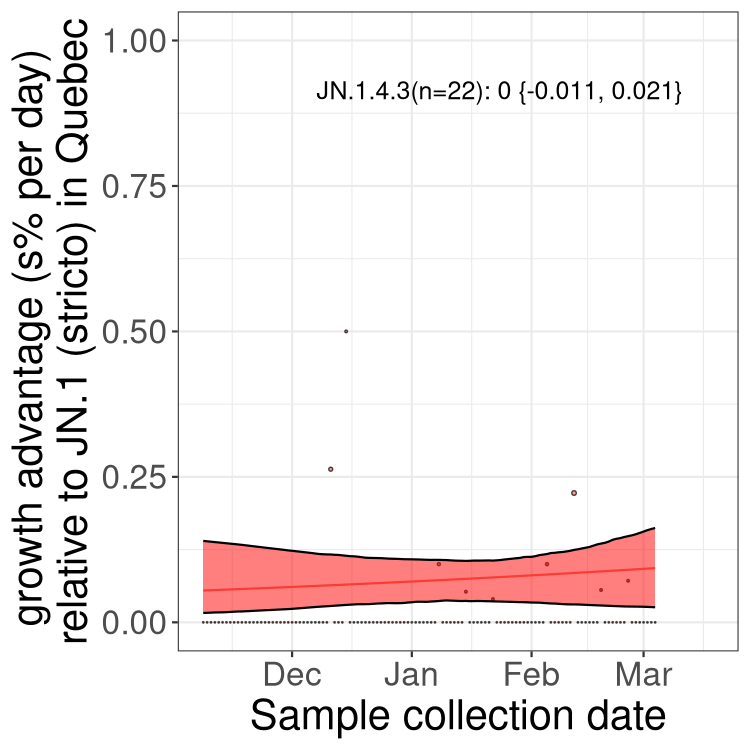 growth advantage (s% per day)
relative to JN.1 (stricto) in Quebec
1.00
0.75
0.50
0.25
0.00
JN.1.4.3(n=22): 0 {-0.011, 0.021}
Dec Jan Feb Mar
Sample collection date